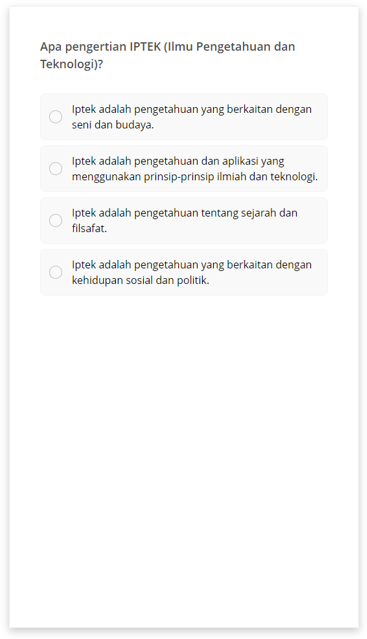 Apa pengertian IPTEK (Ilmu Pengetahuan dan
Teknologi)?
Iptek adalah pengetahuan yang berkaitan dengan
seni dan budaya.
Iptek adalah pengetahuan dan aplikasi yang
menggunakan prinsip-prinsip ilmiah dan teknologi.
Iptek adalah pengetahuan tentang sejarah dan
filsafat.
Iptek adalah pengetahuan yang berkaitan dengan
kehidupan sosial dan politik.